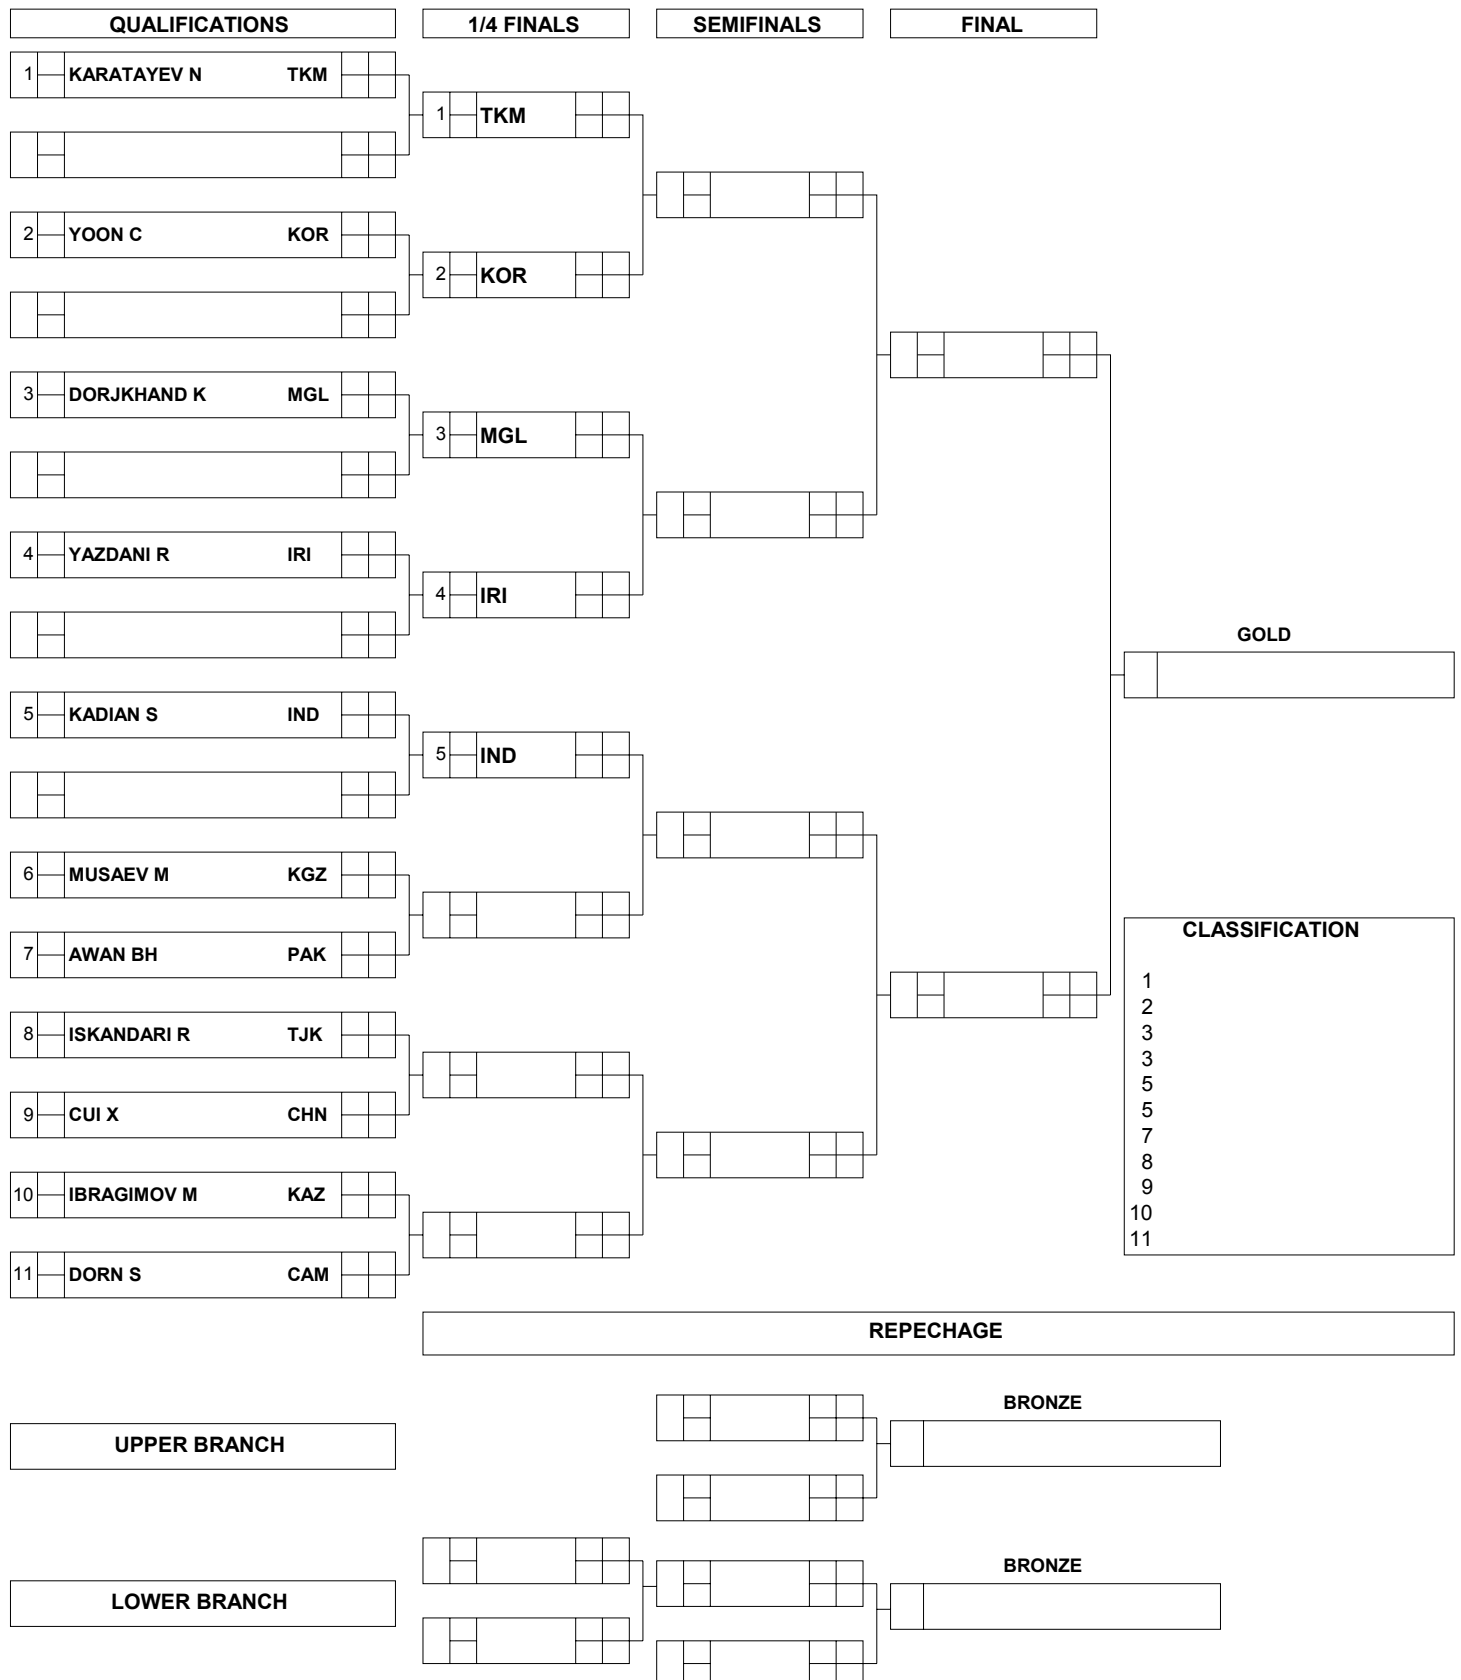 QUALIFICATIONS 1/4 FINALS SEMIFINALS FINAL
1 KARATAYEV N TKM
1 TKM
2 YOON C KOR
2 KOR
3 DORJKHAND K MGL
3 MGL
4 YAZDANI R IRI
4 IRI
GOLD
5 KADIAN S IND
5 IND
6 MUSAEV M KGZ
7 AWAN BH PAK
8 ISKANDARI R TJK
9 CUI X CHN
10 IBRAGIMOV M KAZ
11 DORN S CAM
CLASSIFICATION
1
2
3
3
5
5
7
8
9
10
11
REPECHAGE
UPPER BRANCH
BRONZE
LOWER BRANCH
BRONZE